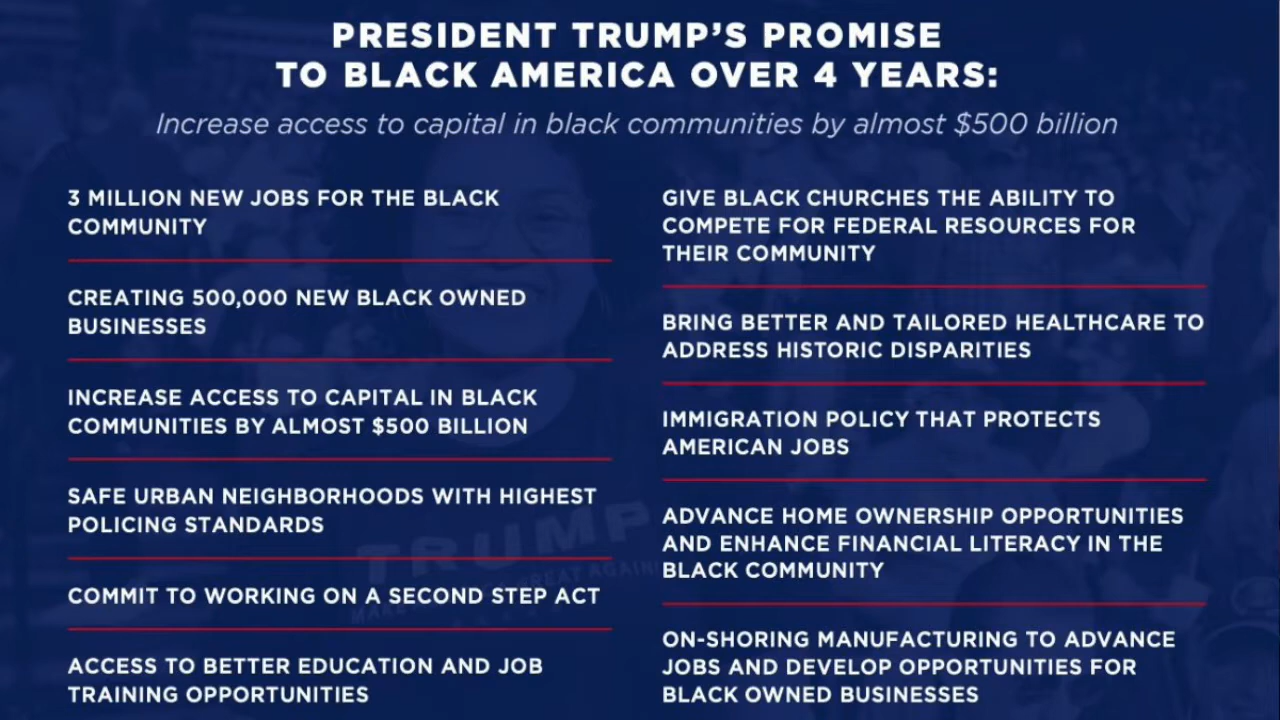 PRESIDENT TRUMP'S PROMISE
TO BLACK AMERICA OVER 4 YEARS:
Increase access to capital in black communities by almost $500 billion
3 MILLION NEW JOBS FOR THE BLACK
COMMUNITY
CREATING 500,000 NEW BLACK OWNED
BUSINESSES
INCREASE ACCESS TO CAPITAL IN BLACK
COMMUNITIES BY ALMOST $500 BILLION
SAFE URBAN NEIGHBORHOODS WITH HIGHEST
POLICING STANDARDS
COMMIT TO WORKING ON A SECOND STEP ACT
ACCESS TO BETTER EDUCATION AND JOB
TRAINING OPPORTUNITIES
GIVE BLACK CHURCHES THE ABILITY TO
COMPETE FOR FEDERAL RESOURCES FOR
THEIR COMMUNITY
BRING BETTER AND TAILORED HEALTHCARE TO
ADDRESS HISTORIC DISPARITIES
IMMIGRATION POLICY THAT PROTECTS
AMERICAN JOBS
ADVANCE HOME OWNERSHIP OPPORTUNITIES
AND ENHANCE FINANCIAL LITERACY IN THE
BLACK COMMUNITY
ON-SHORING MANUFACTURING TO ADVANCE
JOBS AND DEVELOP OPPORTUNITIES FOR
BLACK OWNED BUSINESSES
TRUMP
GREAT AGAIN